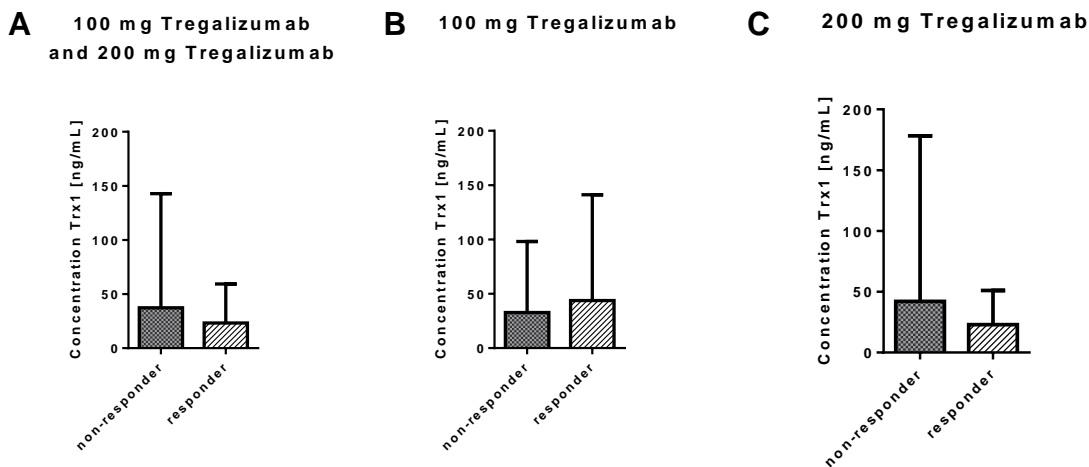 A
100 mg Tregalizumab
and 200 mg Tregalizumab
Concentration Trx1 [ng/mL]
200
150
100
50
0
non-responder
responder
B
100 mg Tregalizumab
Concentration Trx1 [ng/mL]
200
150
100
50
0
non-responder
responder
C
200 mg Tregalizumab
Concentration Trx1 [ng/mL]
200
150
100
50
0
non-responder
responder